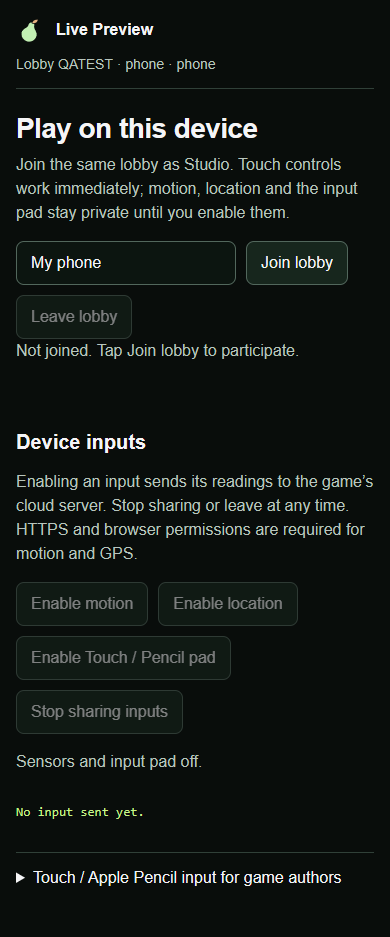 Live Preview
Lobby QATEST · phone · phone
Play on this device
Join the same lobby as Studio. Touch controls
work immediately; motion, location and the input
pad stay private until you enable them.
My phone
Join lobby
Leave lobby
Not joined. Tap Join lobby to participate.
Device inputs
Enabling an input sends its readings to the game’s
cloud server. Stop sharing or leave at any time.
HTTPS and browser permissions are required for
motion and GPS.
Enable motion
Enable location
Enable Touch / Pencil pad
Stop sharing inputs
Sensors and input pad off.
No input sent yet.
Touch / Apple Pencil input for game authors